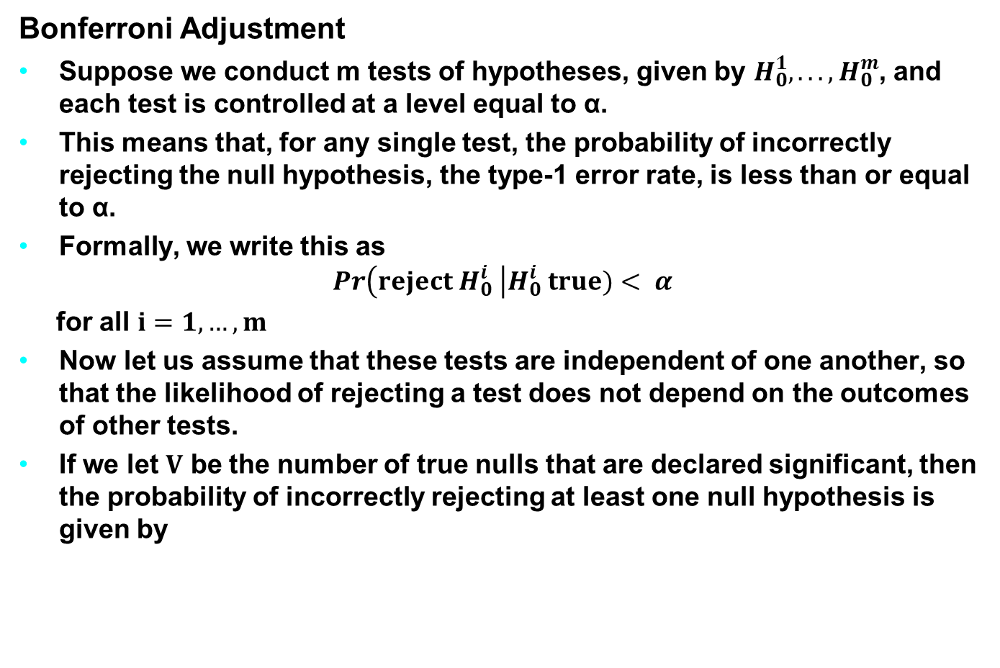 Bonferroni Adjustment
• Suppose we conduct m tests of hypotheses, given by $H_0^1, \ldots, H_0^m$, and
each test is controlled at a level equal to α.
• This means that, for any single test, the probability of incorrectly
rejecting the null hypothesis, the type-1 error rate, is less than or equal
to α.
• Formally, we write this as
$Pr(\text{reject } H_0^i \mid H_0^i \text{ true}) < \alpha$
for all i = 1, … , m
• Now let us assume that these tests are independent of one another, so
that the likelihood of rejecting a test does not depend on the outcomes
of other tests.
• If we let V be the number of true nulls that are declared significant, then
the probability of incorrectly rejecting at least one null hypothesis is
given by